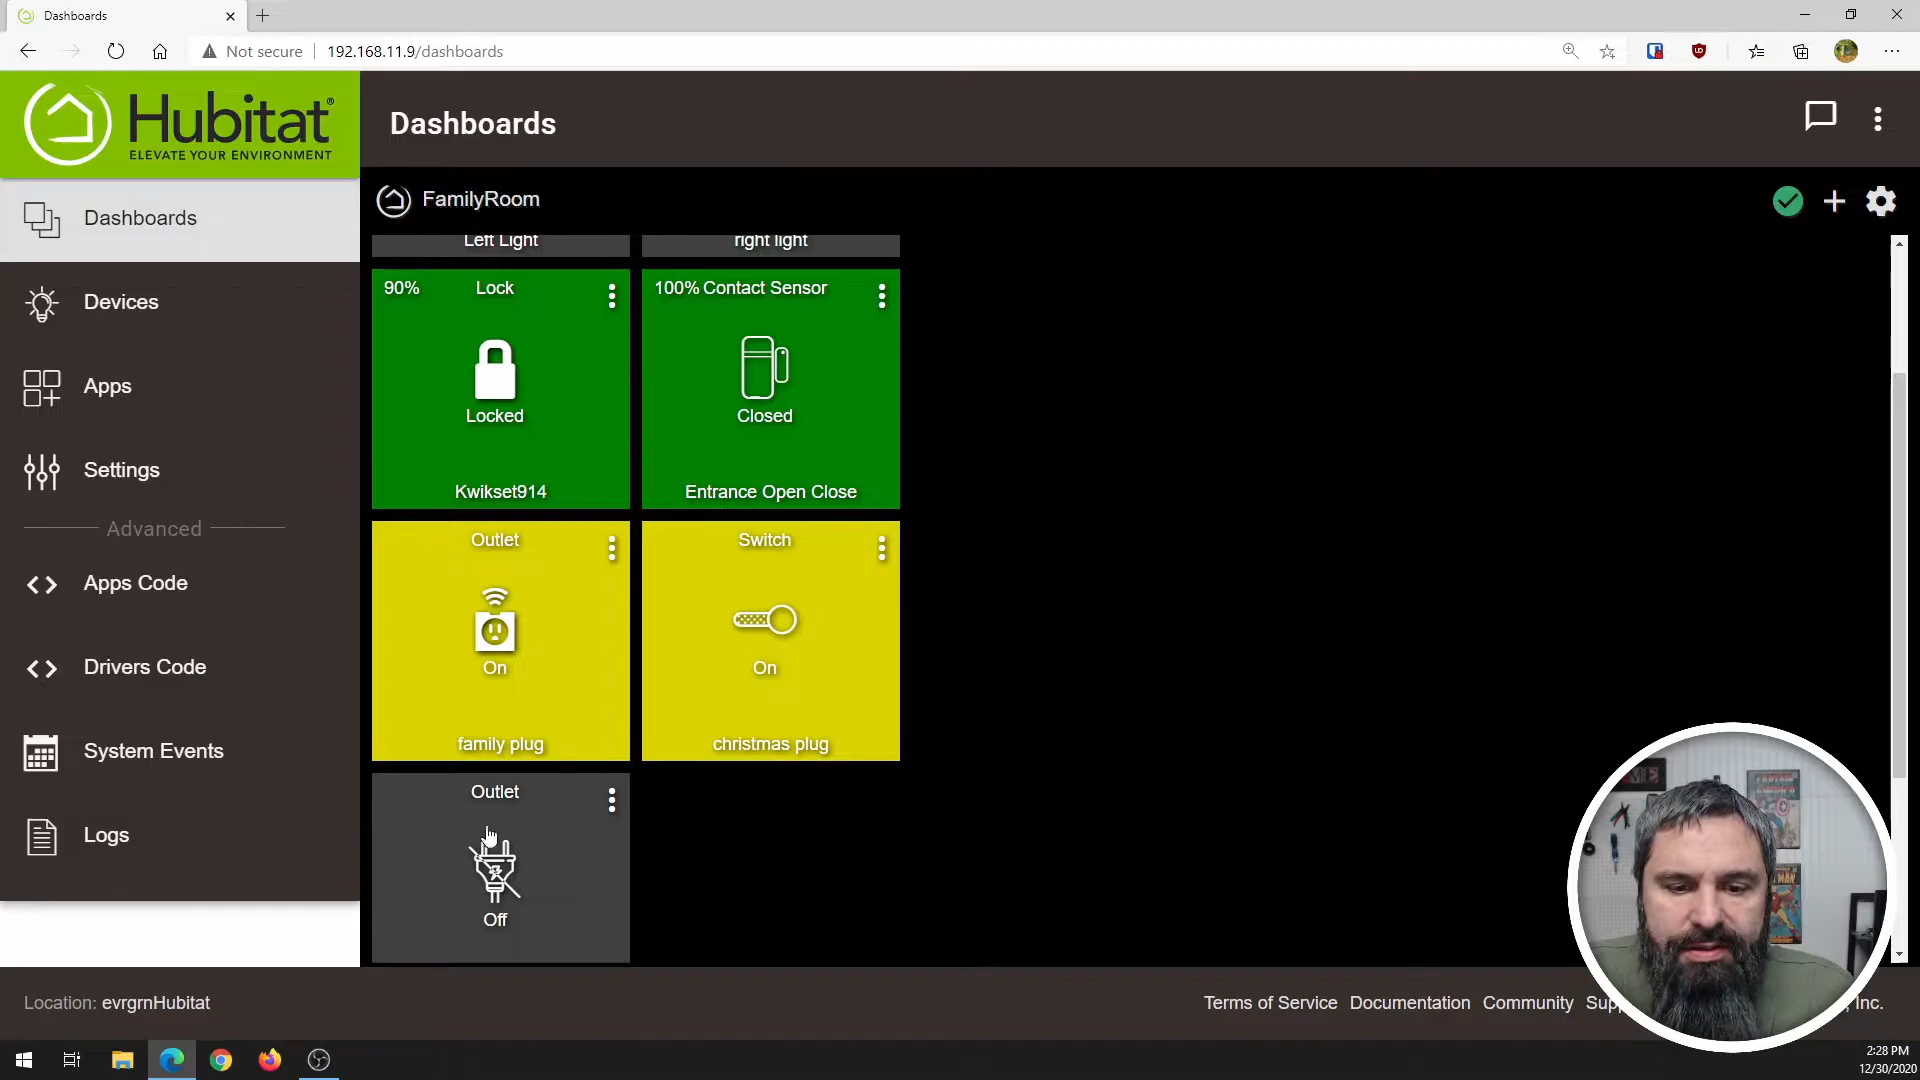 Dashboards
Not secure
192.168.11.9/dashboards
Hubitat®
ELEVATE YOUR ENVIRONMENT
Dashboards
Dashboards
Devices
Apps
Settings
Advanced
Apps Code
Drivers Code
System Events
Logs
FamilyRoom
Left Light
right light
90% Lock
Locked
Kwikset914
100% Contact Sensor
Closed
Entrance Open Close
Outlet
On
family plug
Switch
On
christmas plug
Outlet
Off
Location: evrgrnHubitat
Terms of Service Documentation Community Inc.
2:28 PM
12/30/2020